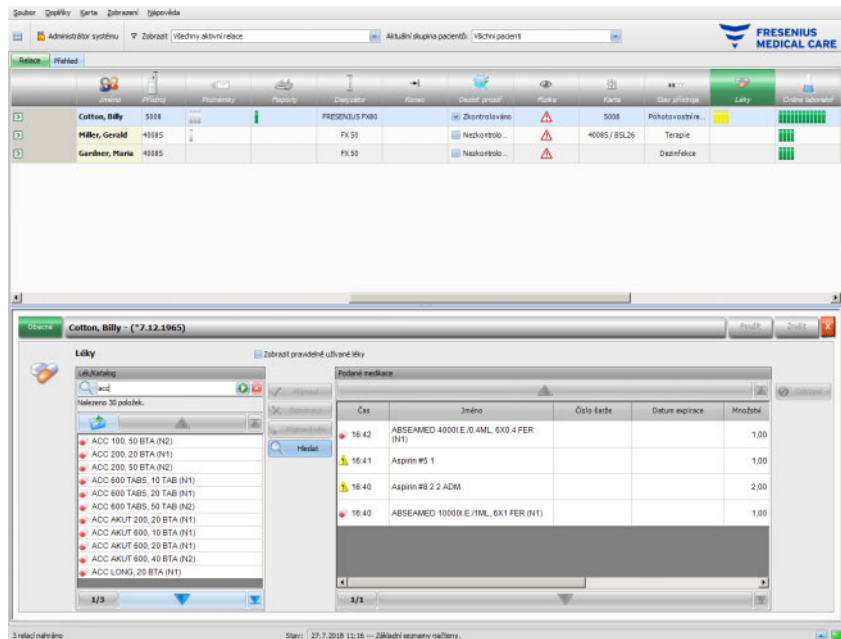 Soubor Doplňky Karta Zobrazení Nápověda
Administrátor systému Zobrazit Všechny aktivní relace Aktuální skupina pacientů: Všichni pacienti
FRESENIUS
MEDICAL CARE
Relace Přehled
Jméno Přístroj Poznámky Reporty Dialyzátor Konec Dezinf. prostř Rizika Karta Stav přístroje Léky Online laboratoř
Cotton, Billy 5008 FRESENIUS FX80 Zkontrolováno 5008 Pohotovostní re...
Miller, Gerald 4008S FX 50 Nezkontrolo... 4008S / BSL26 Terapie
Gardner, Maria 4008S FX 50 Nezkontrolo... Dezinfekce
Obecné Cotton, Billy - (*7.12.1965) Použít Zrušit
Léky Zobrazit pravidelně užívané léky
Lék/Katalog Podané medikace
acc
Nalezeno 30 položek.
Hledat
Čas Jméno Číslo šarže Datum expirace Množství
16:42 ABSEAMED 4000I.E./0.4ML, 6X0.4 FER (N1) 1,00
16:41 Aspirin #5 1 1,00
16:40 Aspirin #8 2 2 ADM 2,00
16:40 ABSEAMED 10000I.E./1ML, 6X1 FER (N1) 1,00
ACC 100, 50 BTA (N2)
ACC 200, 20 BTA (N1)
ACC 200, 50 BTA (N2)
ACC 600 TABS, 10 TAB (N1)
ACC 600 TABS, 20 TAB (N1)
ACC 600 TABS, 50 TAB (N2)
ACC AKUT 200, 20 BTA (N1)
ACC AKUT 600, 10 BTA (N1)
ACC AKUT 600, 20 BTA (N1)
ACC AKUT 600, 40 BTA (N2)
ACC LONG, 20 BTA (N1)
1/3 1/1
3 relací nahráno Stav: 27.7.2018 11:16 --- Základní seznamy načteny.